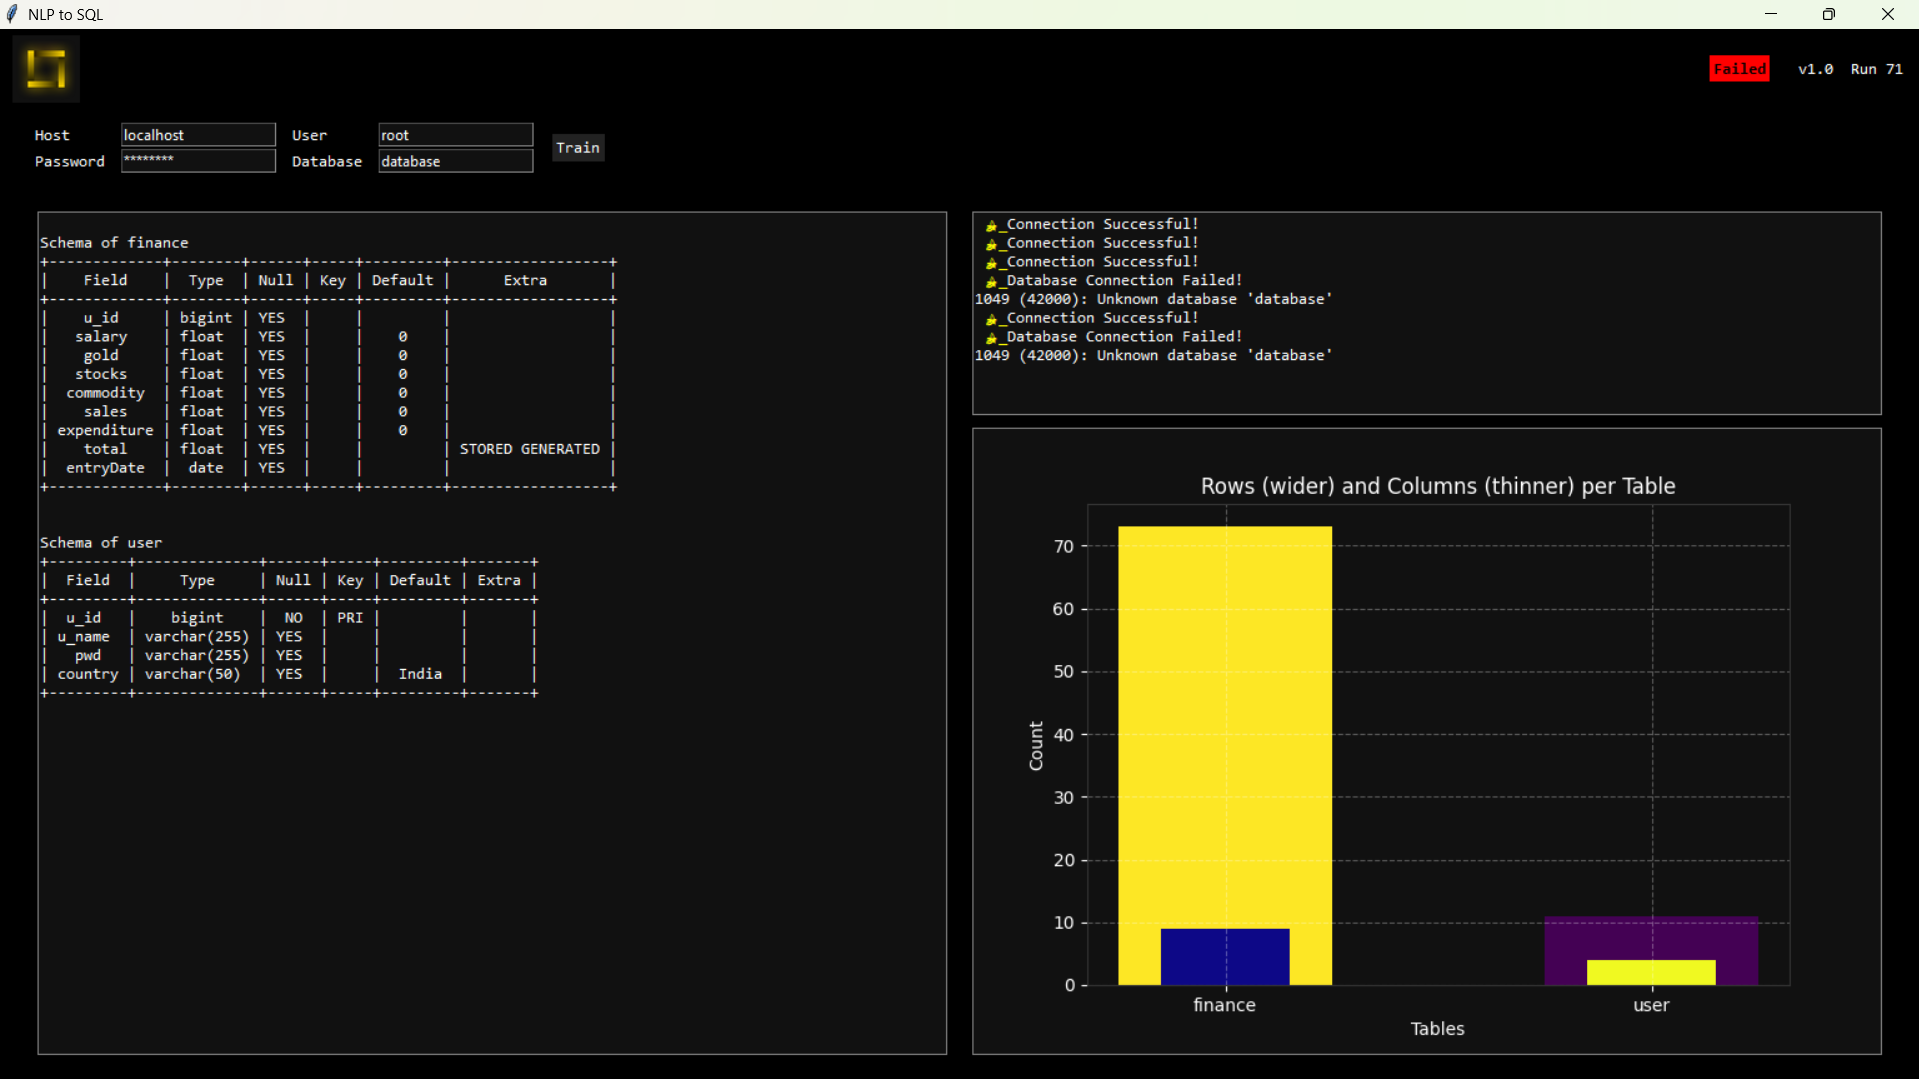 NLP to SQL
Failed v1.0 Run 71
Host localhost User root
Train
Password ******** Database database
Schema of finance
+-------------+--------+------+-----+---------+------------------+
| Field | Type | Null | Key | Default | Extra |
+-------------+--------+------+-----+---------+------------------+
| u_id | bigint | YES | | | |
| salary | float | YES | | 0 | |
| gold | float | YES | | 0 | |
| stocks | float | YES | | 0 | |
| commodity | float | YES | | 0 | |
| sales | float | YES | | 0 | |
| expenditure | float | YES | | 0 | |
| total | float | YES | | | STORED GENERATED |
| entryDate | date | YES | | | |
+-------------+--------+------+-----+---------+------------------+
Schema of user
+---------+--------------+------+-----+---------+-------+
| Field | Type | Null | Key | Default | Extra |
+---------+--------------+------+-----+---------+-------+
| u_id | bigint | NO | PRI | | |
| u_name | varchar(255) | YES | | | |
| pwd | varchar(255) | YES | | | |
| country | varchar(50) | YES | | India | |
+---------+--------------+------+-----+---------+-------+
_Connection Successful!
_Connection Successful!
_Connection Successful!
_Database Connection Failed!
1049 (42000): Unknown database 'database'
_Connection Successful!
_Database Connection Failed!
1049 (42000): Unknown database 'database'
Rows (wider) and Columns (thinner) per Table
70
60
50
40
30
20
10
0
Count
finance user
Tables